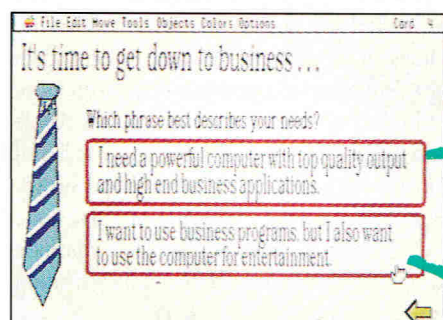 File Edit Move Tools Objects Colors Options Card 4
It's time to get down to business ...
Which phrase best describes your needs?
I need a powerful computer with top quality output
and high end business applications.
I want to use business programs, but I also want
to use the computer for entertainment.